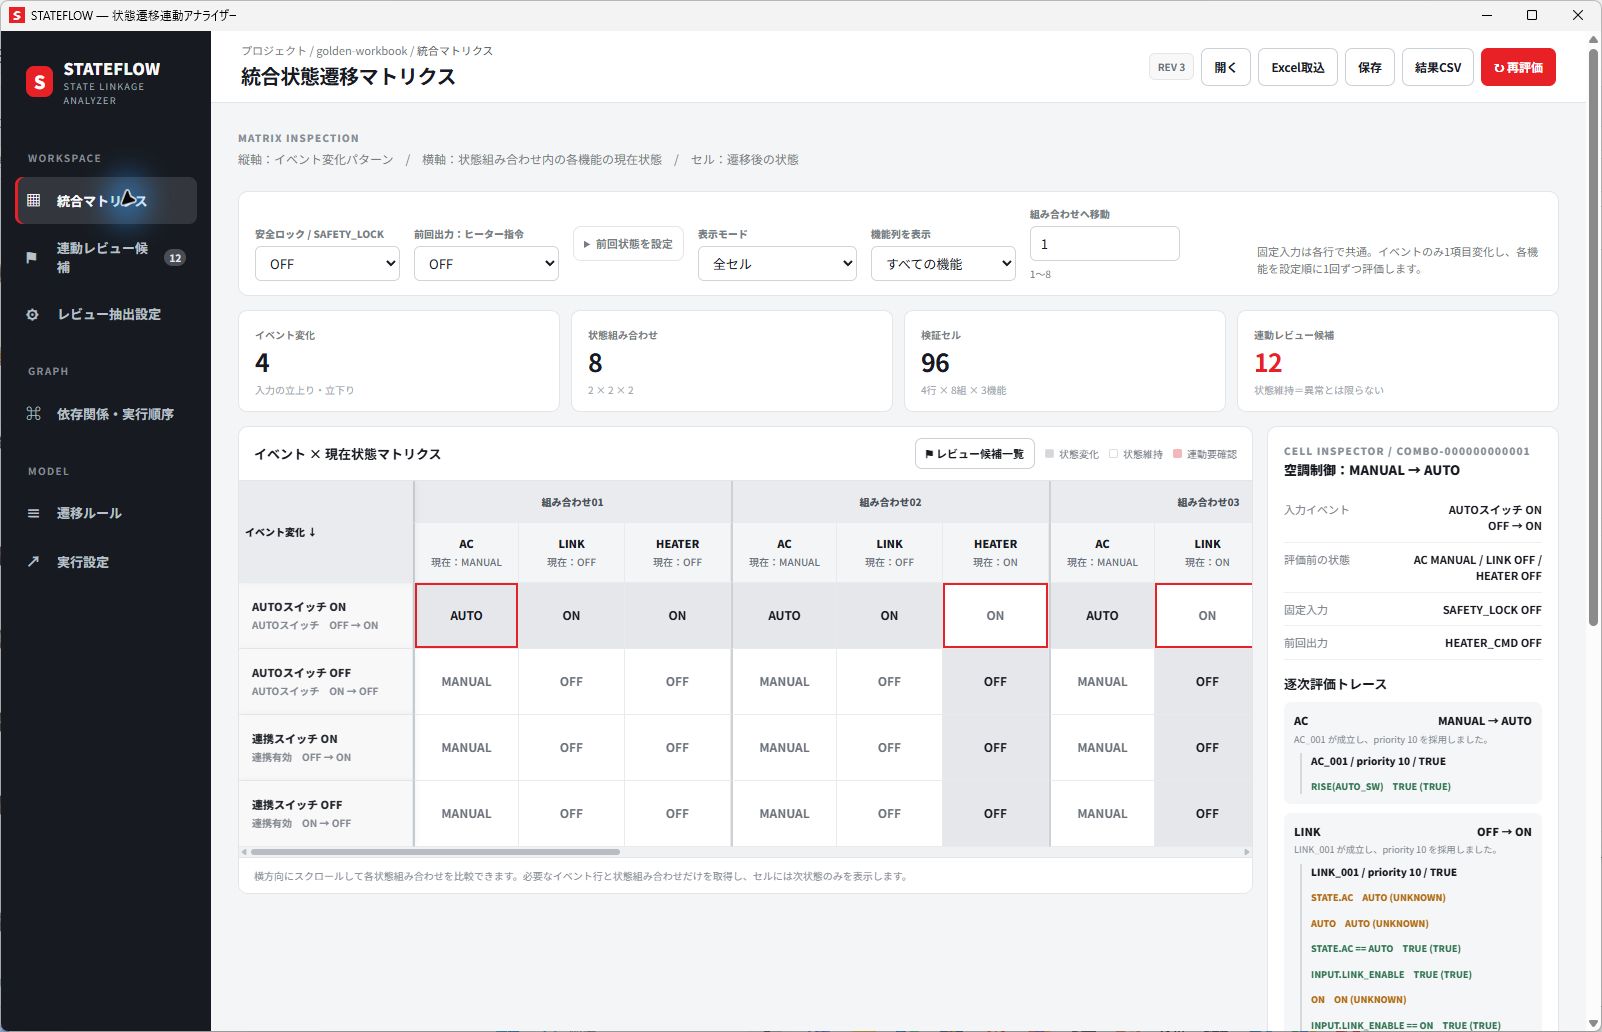 STATEFLOW — 状態遷移連動アナライザー
S STATEFLOW
STATE LINKAGE
ANALYZER
WORKSPACE
統合マトリクス
連動レビュー候補 12
レビュー抽出設定
GRAPH
依存関係・実行順序
MODEL
遷移ルール
実行設定
プロジェクト / golden-workbook / 統合マトリクス
統合状態遷移マトリクス
REV 3 開く Excel取込 保存 結果CSV ↻ 再評価
MATRIX INSPECTION
縦軸：イベント変化パターン / 横軸：状態組み合わせ内の各機能の現在状態 / セル：遷移後の状態
安全ロック / SAFETY_LOCK
OFF
前回出力：ヒーター指令
OFF
▶ 前回状態を設定
表示モード
全セル
機能列を表示
すべての機能
組み合わせへ移動
1
1〜8
固定入力は各行で共通。イベントのみ1項目変化し、各機
能を設定順に1回ずつ評価します。
イベント変化
4
入力の立上り・立下り
状態組み合わせ
8
2 × 2 × 2
検証セル
96
4行 × 8組 × 3機能
連動レビュー候補
12
状態維持＝異常とは限らない
イベント × 現在状態マトリクス
レビュー候補一覧 状態変化 状態維持 連動要確認
イベント変化 ↓
組み合わせ01 組み合わせ02 組み合わせ03
AC LINK HEATER AC LINK HEATER AC LINK
現在：MANUAL 現在：OFF 現在：OFF 現在：MANUAL 現在：OFF 現在：ON 現在：MANUAL 現在：ON
AUTOスイッチ ON
AUTOスイッチ OFF → ON
AUTO ON ON AUTO ON ON AUTO ON
AUTOスイッチ OFF
AUTOスイッチ ON → OFF
MANUAL OFF OFF MANUAL OFF OFF MANUAL OFF
連携スイッチ ON
連携有効 OFF → ON
MANUAL OFF OFF MANUAL OFF OFF MANUAL OFF
連携スイッチ OFF
連携有効 ON → OFF
MANUAL OFF OFF MANUAL OFF OFF MANUAL OFF
横方向にスクロールして各状態組み合わせを比較できます。必要なイベント行と状態組み合わせだけを取得し、セルには次状態のみを表示します。
CELL INSPECTOR / COMBO-000000000001
空調制御：MANUAL → AUTO
入力イベント AUTOスイッチ ON
OFF → ON
評価前の状態 AC MANUAL / LINK OFF /
HEATER OFF
固定入力 SAFETY_LOCK OFF
前回出力 HEATER_CMD OFF
逐次評価トレース
AC MANUAL → AUTO
AC_001 が成立し、priority 10 を採用しました。
AC_001 / priority 10 / TRUE
RISE(AUTO_SW) TRUE (TRUE)
LINK OFF → ON
LINK_001 が成立し、priority 10 を採用しました。
LINK_001 / priority 10 / TRUE
STATE.AC AUTO (UNKNOWN)
AUTO AUTO (UNKNOWN)
STATE.AC == AUTO TRUE (TRUE)
INPUT.LINK_ENABLE TRUE (TRUE)
ON ON (UNKNOWN)
INPUT.LINK_ENABLE == ON TRUE (TRUE)